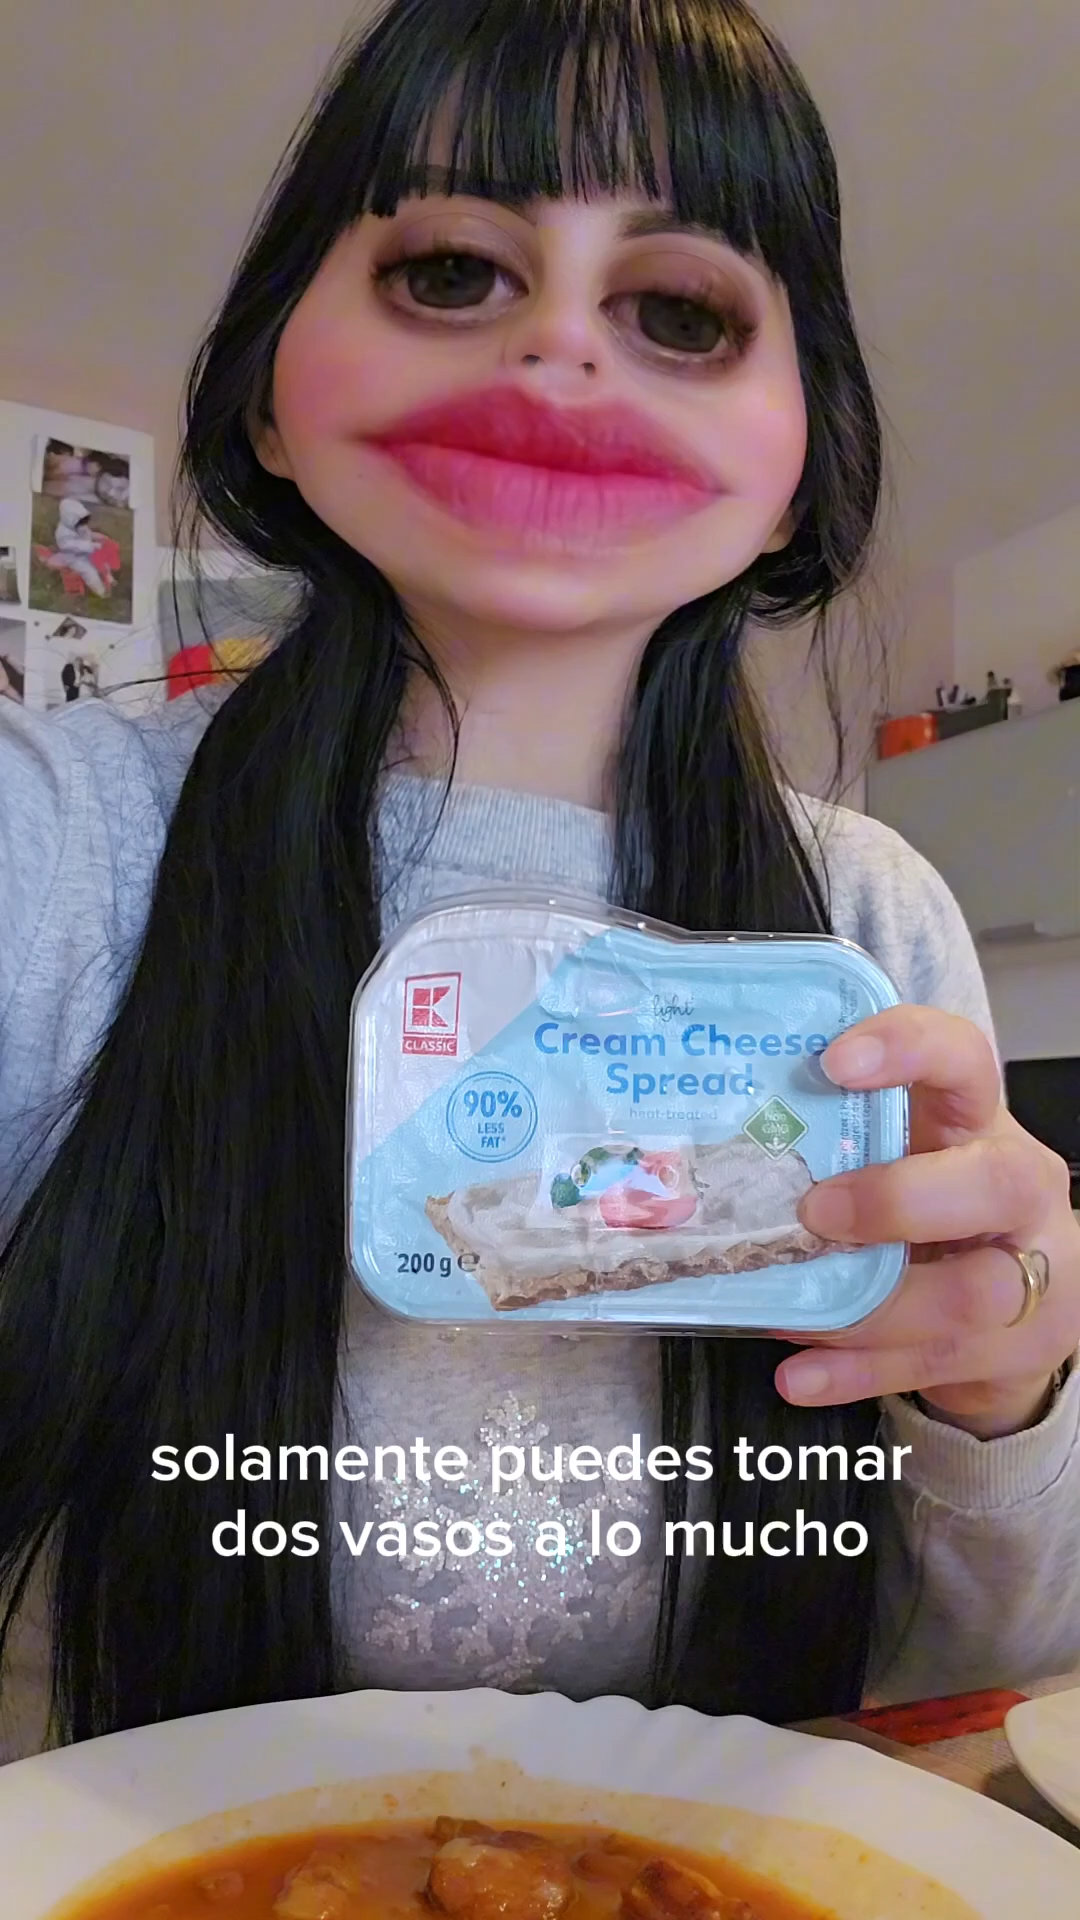 K
CLASSIC
light
Cream Cheese
Spread
heat-treated
90%
LESS
FAT*
Non
GMO
200 g e
solamente puedes tomar
dos vasos a lo mucho